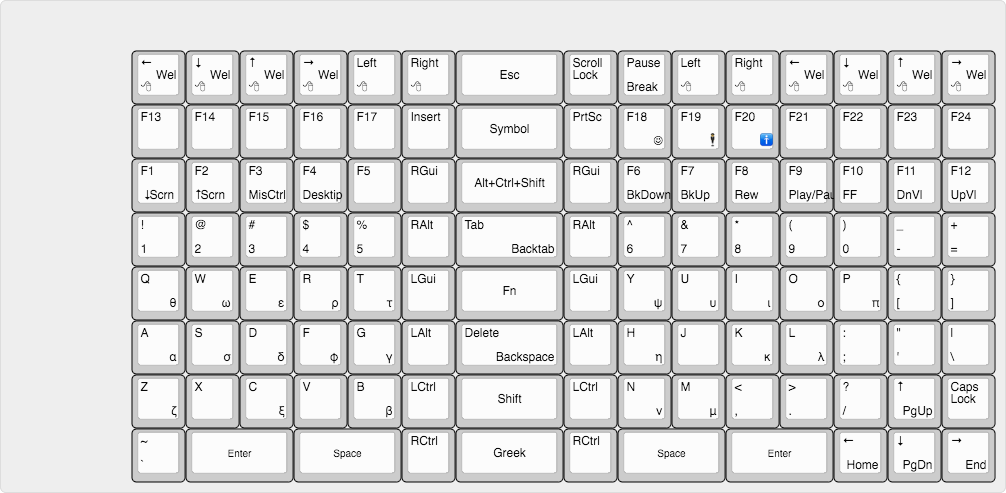 ← Wel ↓ Wel ↑ Wel → Wel Left Right Esc Scroll Lock Pause Break Left Right ← Wel ↓ Wel ↑ Wel → Wel
F13 F14 F15 F16 F17 Insert Symbol PrtSc F18 ☺ F19 F20 F21 F22 F23 F24
F1 ↓Scrn F2 ↑Scrn F3 MisCtrl F4 Desktip F5 RGui Alt+Ctrl+Shift RGui F6 BkDown F7 BkUp F8 Rew F9 Play/Pau F10 FF F11 DnVl F12 UpVl
! 1 @ 2 # 3 $ 4 % 5 RAlt Tab Backtab RAlt ^ 6 & 7 * 8 ( 9 ) 0 _ - + =
Q θ W ω E ε R ρ T τ LGui Fn LGui Y ψ U υ I ι O ο P π { [ } ]
A α S σ D δ F φ G γ LAlt Delete Backspace LAlt H η J K κ L λ : ; " ' | \
Z ζ X C ξ V B β LCtrl Shift LCtrl N ν M μ < , > . ? / ↑ PgUp Caps Lock
~ ` Enter Space RCtrl Greek RCtrl Space Enter ← Home ↓ PgDn → End